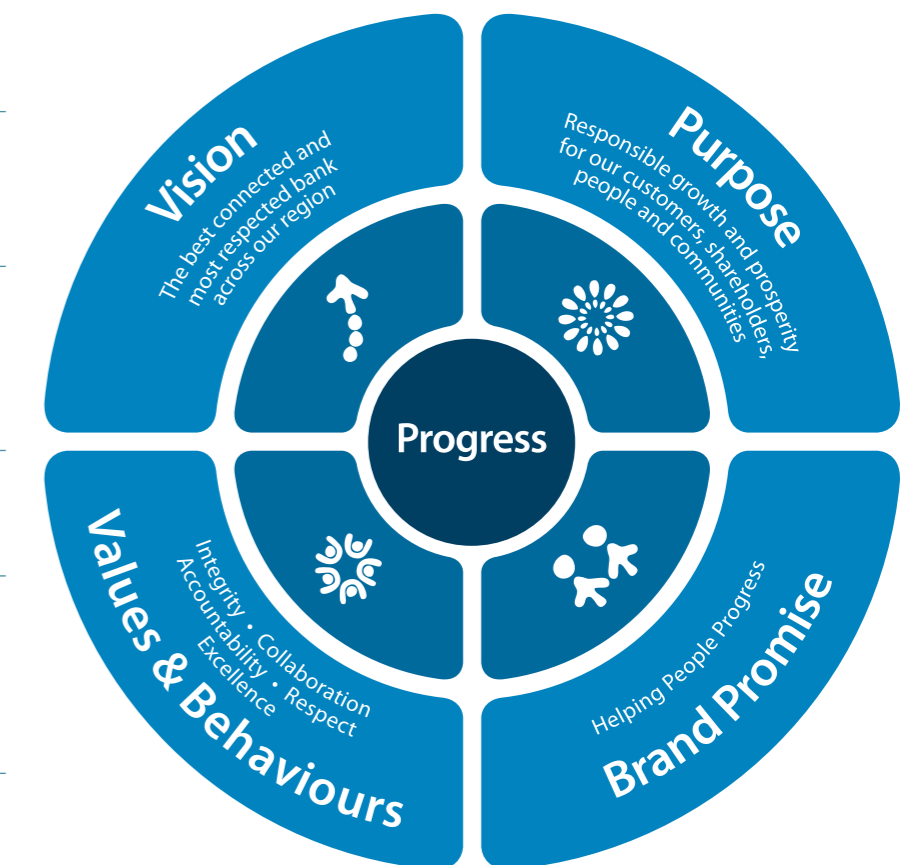 Vision
The best connected and
most respected bank
across our region
Purpose
Responsible growth and prosperity
for our customers, shareholders,
people and communities
Progress
Values & Behaviours
Integrity • Collaboration
Accountability • Respect
Excellence
Helping People Progress
Brand Promise